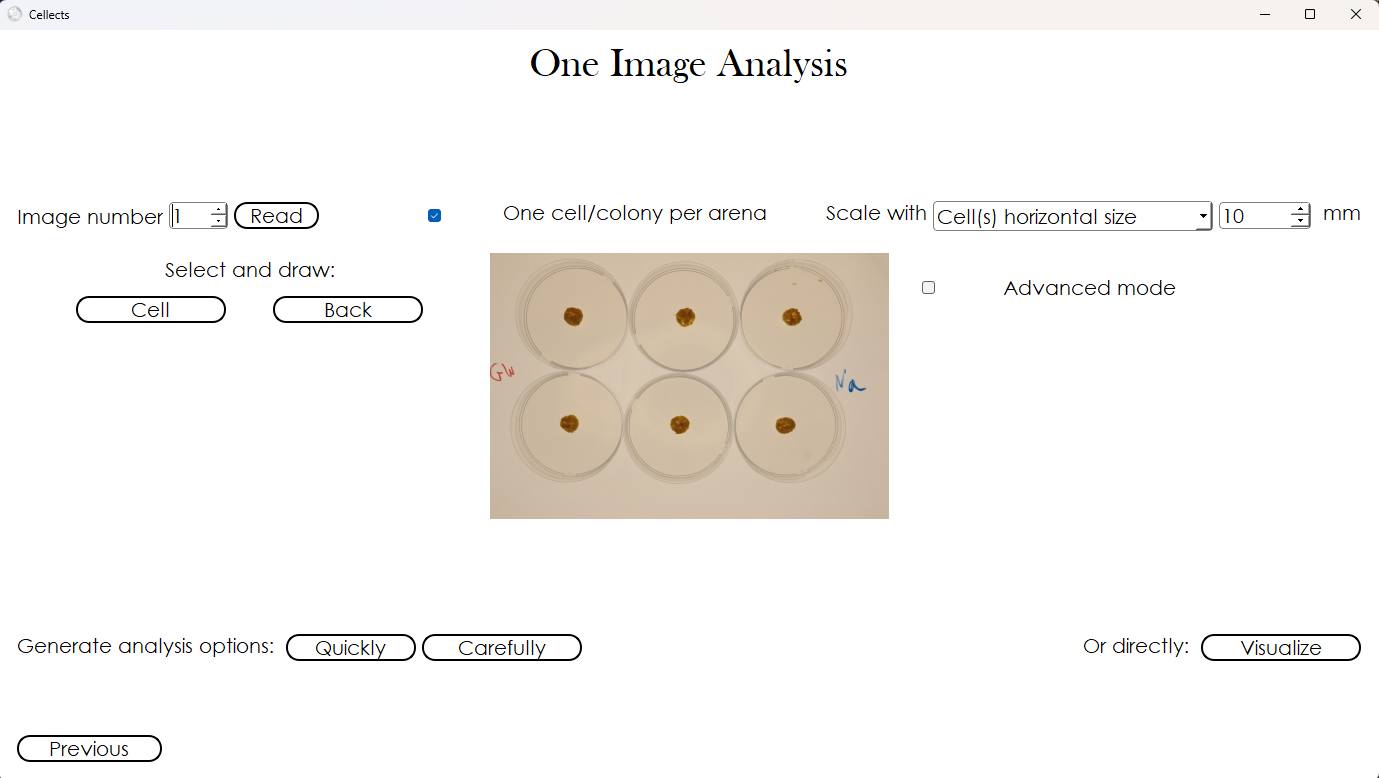 Cellects
One Image Analysis
Image number 1 Read One cell/colony per arena Scale with Cell(s) horizontal size 10 mm
Select and draw:
Cell Back
Advanced mode
Glu
Na
Generate analysis options: Quickly Carefully Or directly: Visualize
Previous